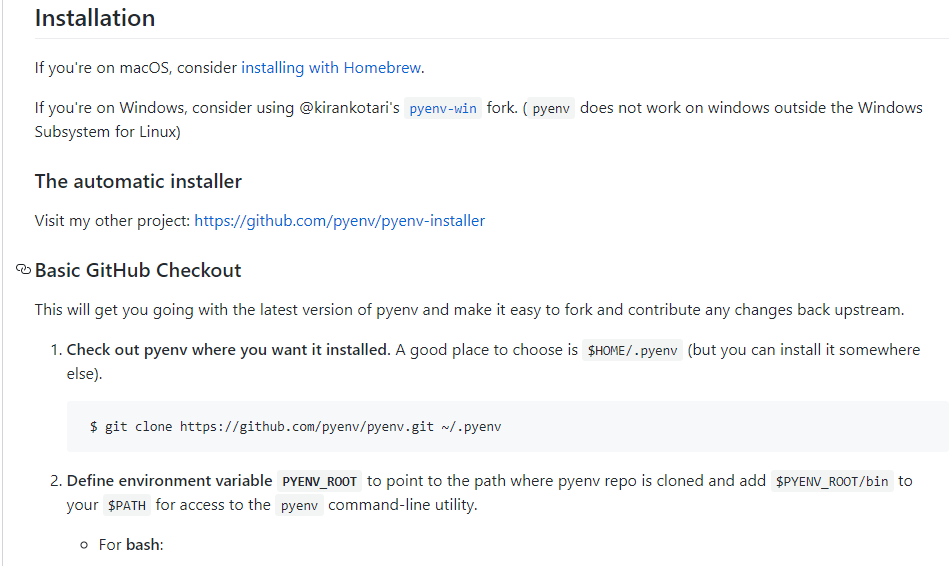 Installation
If you're on macOS, consider installing with Homebrew.
If you're on Windows, consider using @kirankotari's pyenv-win fork. ( pyenv does not work on windows outside the Windows
Subsystem for Linux)
The automatic installer
Visit my other project: https://github.com/pyenv/pyenv-installer
Basic GitHub Checkout
This will get you going with the latest version of pyenv and make it easy to fork and contribute any changes back upstream.
1. Check out pyenv where you want it installed. A good place to choose is $HOME/.pyenv (but you can install it somewhere
else).
$ git clone https://github.com/pyenv/pyenv.git ~/.pyenv
2. Define environment variable PYENV_ROOT to point to the path where pyenv repo is cloned and add $PYENV_ROOT/bin to
your $PATH for access to the pyenv command-line utility.
○ For bash: